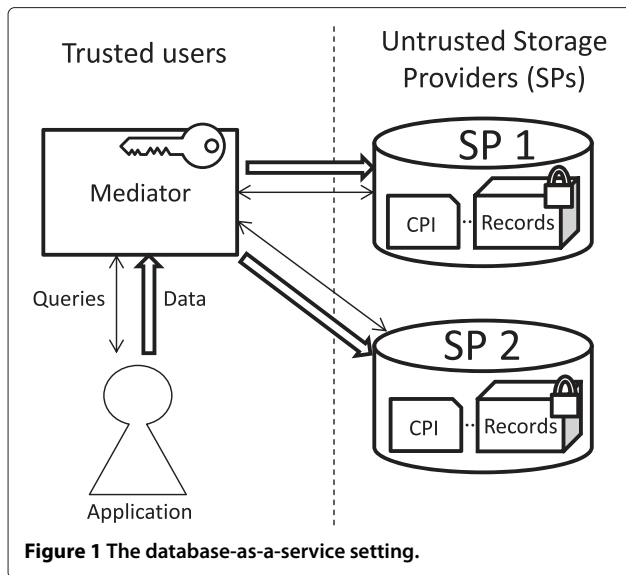 Trusted users
Untrusted Storage
Providers (SPs)
Mediator
SP 1
CPI
Records
Queries
Data
SP 2
CPI
Records
Application
Figure 1 The database-as-a-service setting.